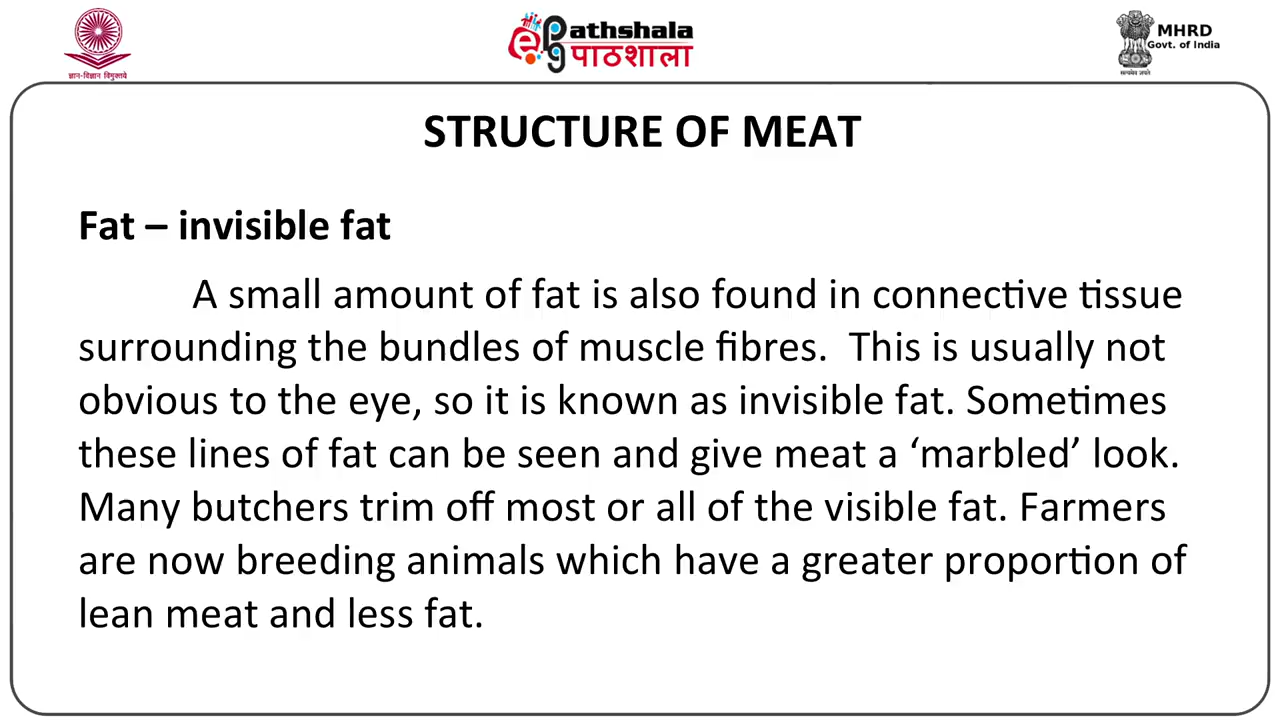 ज्ञान-विज्ञान विमुक्तये
Pathshala
पाठशाला
MHRD
Govt. of India
सत्यमेव जयते
STRUCTURE OF MEAT
Fat – invisible fat
A small amount of fat is also found in connective tissue
surrounding the bundles of muscle fibres.  This is usually not
obvious to the eye, so it is known as invisible fat. Sometimes
these lines of fat can be seen and give meat a ‘marbled’ look.
Many butchers trim off most or all of the visible fat. Farmers
are now breeding animals which have a greater proportion of
lean meat and less fat.